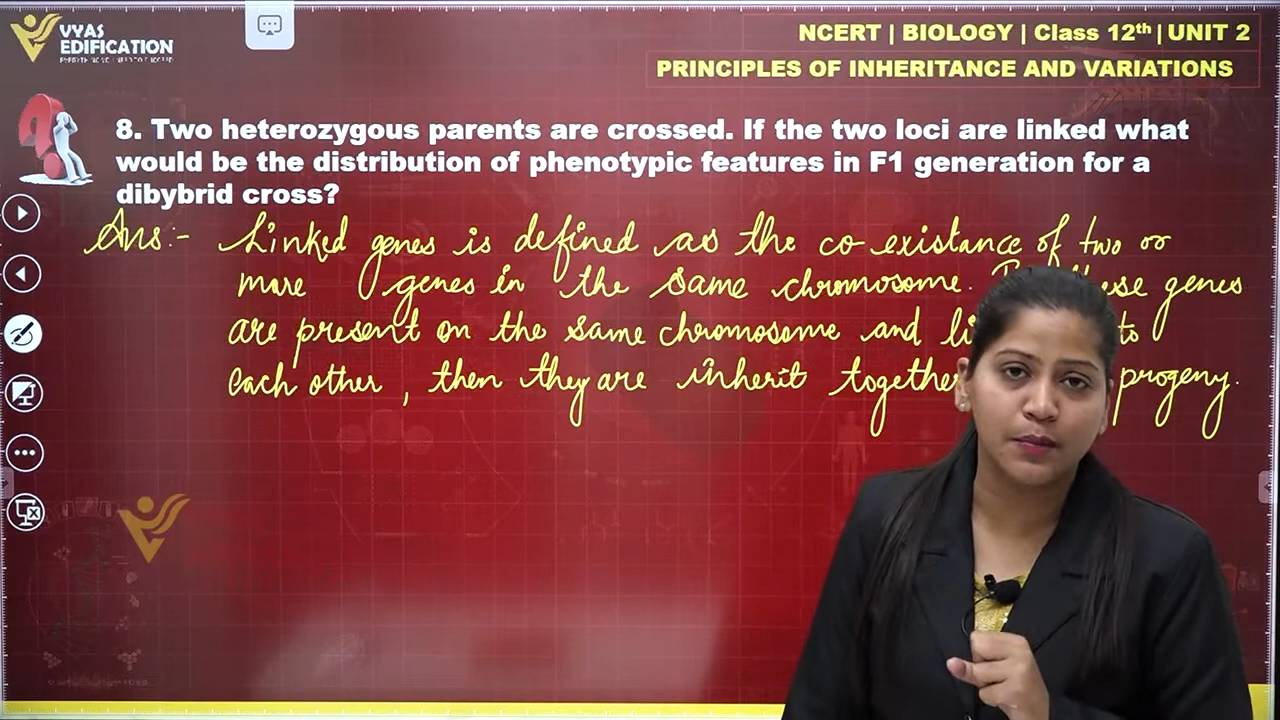 VYAS
EDIFICATION
NCERT | BIOLOGY | Class 12th | UNIT 2
PRINCIPLES OF INHERITANCE AND VARIATIONS
8. Two heterozygous parents are crossed. If the two loci are linked what
would be the distribution of phenotypic features in F1 generation for a
dibybrid cross?
Ans:- Linked genes is defined as the co-existance of two or
more genes in the same chromosome. genes
are present on the same chromosome and to
each other, then they are inherit together progeny.